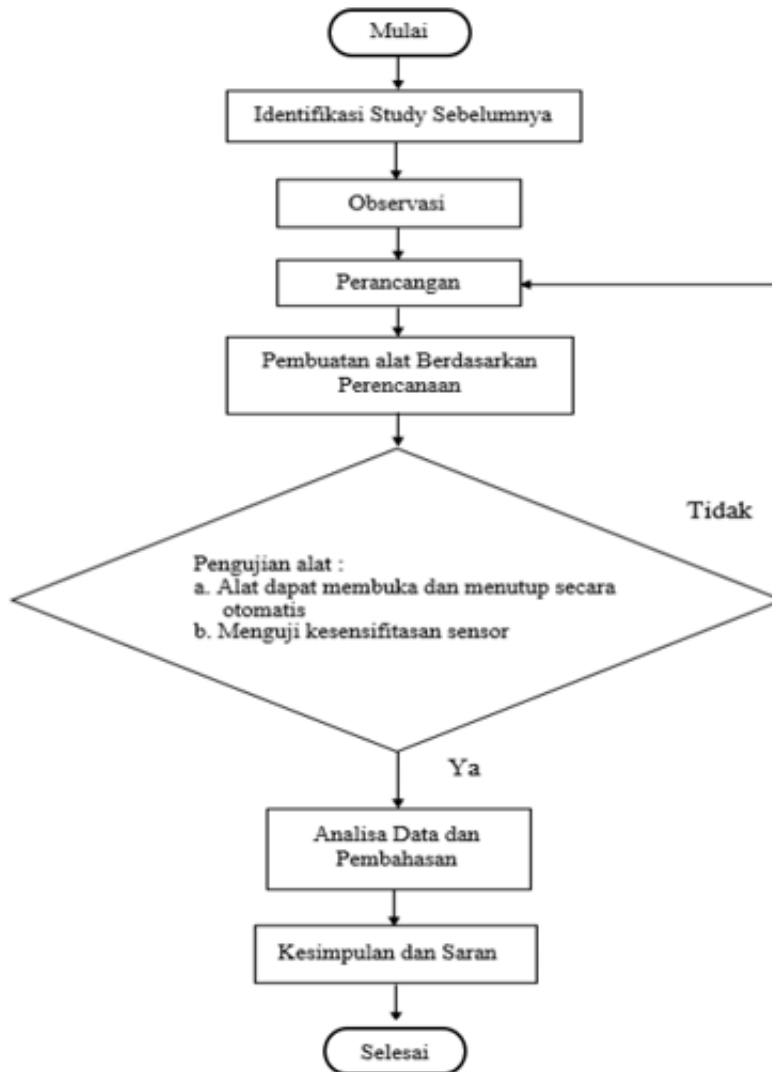 Mulai
Identifikasi Study Sebelumnya
Observasi
Perancangan
Pembuatan alat Berdasarkan
Perencanaan
Tidak
Pengujian alat :
a. Alat dapat membuka dan menutup secara
otomatis
b. Menguji kesensifitasan sensor
Ya
Analisa Data dan
Pembahasan
Kesimpulan dan Saran
Selesai